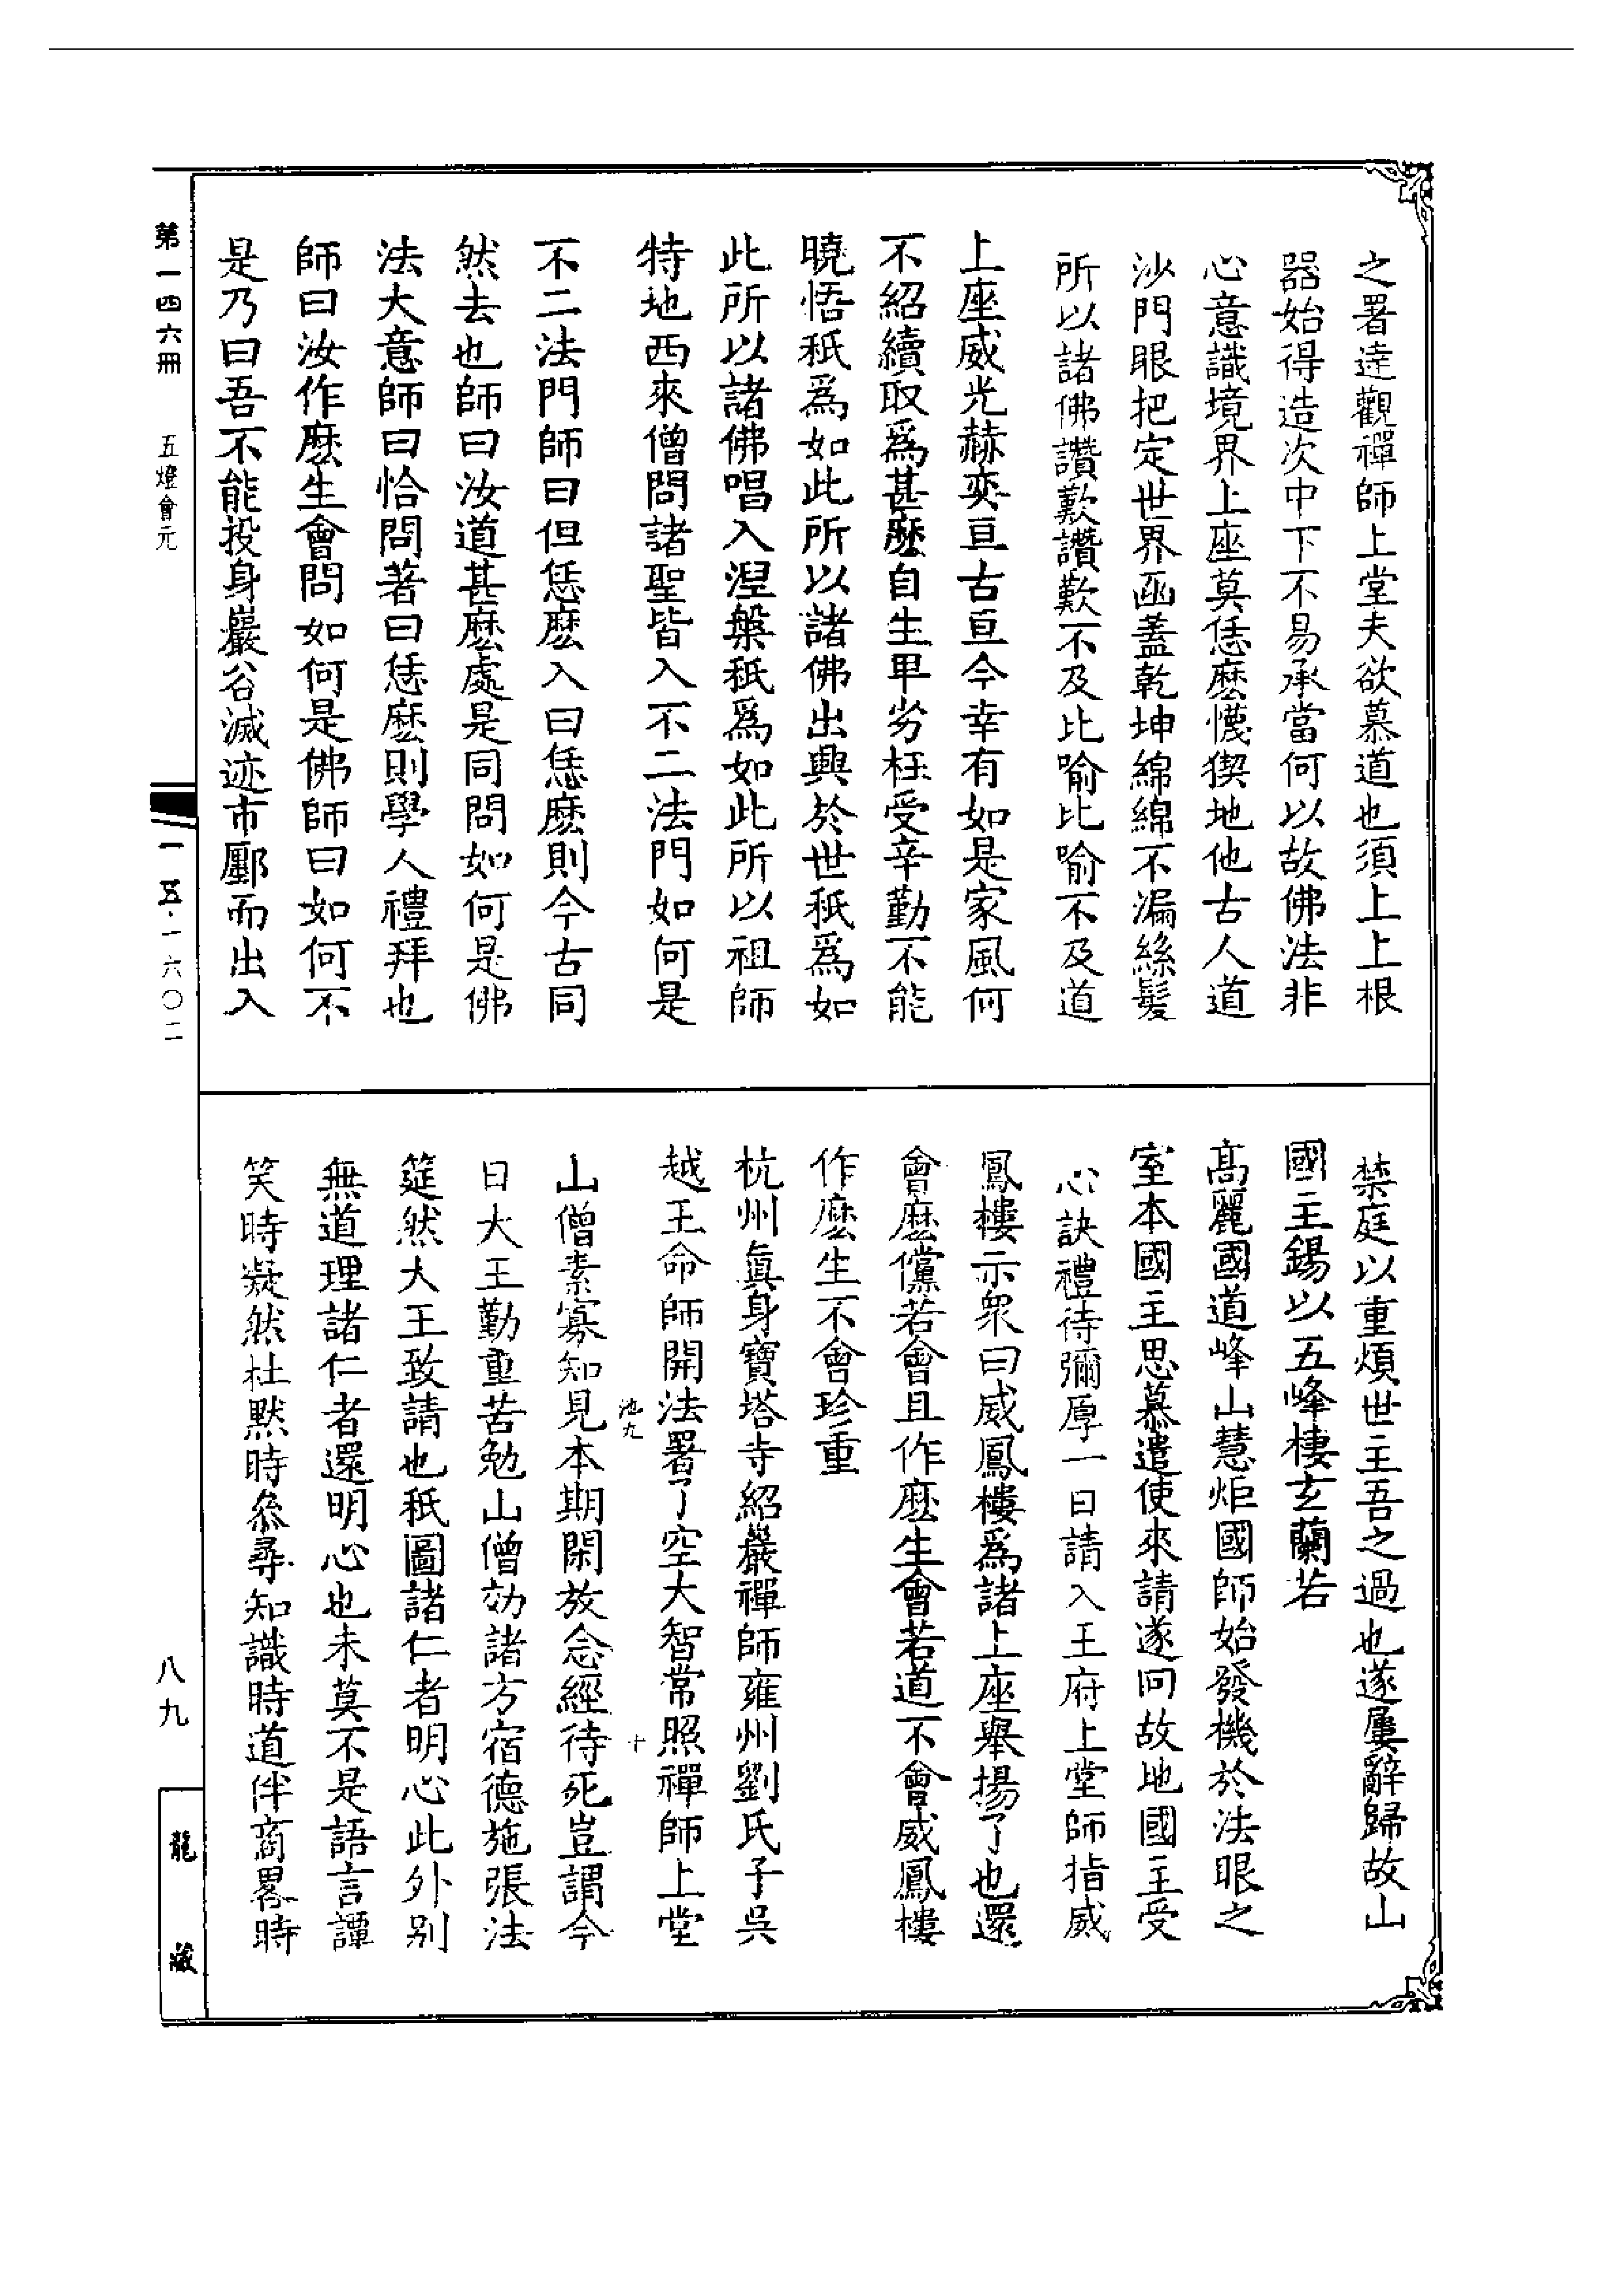 之署達觀禪師上堂夫欲慕道也須上上根
器始得造次中下不易承當何以故佛法非
心意識境界上座莫恁麽懱猰地他古人道
沙門眼把定世界函蓋乾坤綿綿不漏絲髮
所以諸佛讚歎讚歎不及比喻比喻不及道
上座威光赫奕亘古亘今幸有如是家風何
不紹續取爲甚麽自生卑劣枉受辛勤不能
曉悟秖爲如此所以諸佛出興於世秖爲如
此所以諸佛唱入涅槃秖爲如此所以祖師
特地西來僧問諸聖皆入不二法門如何是
不二法門師曰但恁麽入曰恁麽則今古同
然去也師曰汝道甚麽處是同問如何是佛
法大意師曰恰問著曰恁麽則學人禮拜也
師曰汝作麽生會問如何是佛師曰如何不
是乃曰吾不能投身巖谷滅迹市鄽而出入
禁庭以重煩世主吾之過也遂屢辭歸故山
國主錫以五峰棲玄蘭若
高麗國道峰山慧炬國師始發機於法眼之
室本國主思慕遣使來請遂回故地國主受
心訣禮待彌厚一日請入王府上堂師指威
鳳樓示衆曰威鳳樓爲諸上座舉揚了也還
會麽儻若會且作麽生會若道不會威鳳樓
作麽生不會珍重
杭州眞身寶塔寺紹巖禪師雍州劉氏子吳
越王命師開法署了空大智常照禪師上堂
池九
十
山僧素寡知見本期閑放念經待死豈謂今
日大王勤重苦勉山僧効諸方宿德施張法
筵然大王致請也秖圖諸仁者明心此外别
無道理諸仁者還明心也未莫不是語言譚
笑時凝然杜默時叅尋知識時道伴商畧時
第一四六冊
五燈會元
一一五·一六〇二
八九
龍藏